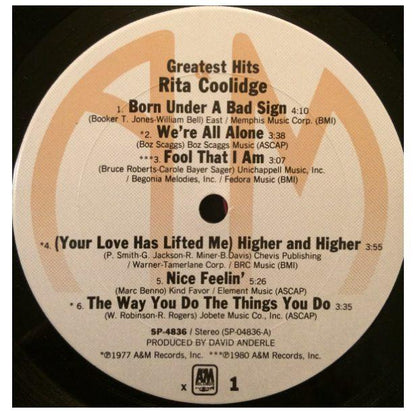 Greatest Hits
Rita Coolidge
1. Born Under A Bad Sign 4:10
(Booker T. Jones-William Bell) East / Memphis Music Corp. (BMI)
*2. We're All Alone 3:38
(Boz Scaggs) Boz Scaggs Music (ASCAP)
***3. Fool That I Am 3:07
(Bruce Roberts-Carole Bayer Sager) Unichappell Music, Inc.
/ Begonia Melodies, Inc. / Fedora Music (BMI)
*4. (Your Love Has Lifted Me) Higher and Higher 3:55
(P. Smith-G. Jackson-R. Miner-B.Davis) Chevis Publishing
/ Warner-Tamerlane Corp. / BRC Music (BMI)
5. Nice Feelin' 5:26
(Marc Benno) Kind Favor / Element Music (ASCAP)
*6. The Way You Do The Things You Do 3:35
(W. Robinson-R. Rogers) Jobete Music Co., Inc. (ASCAP)
SP-4836 / Stereo (SP-04836-A)
PRODUCED BY DAVID ANDERLE
*℗1977 A&M Records, Inc. ***℗1980 A&M Records, Inc.
x A&M 1